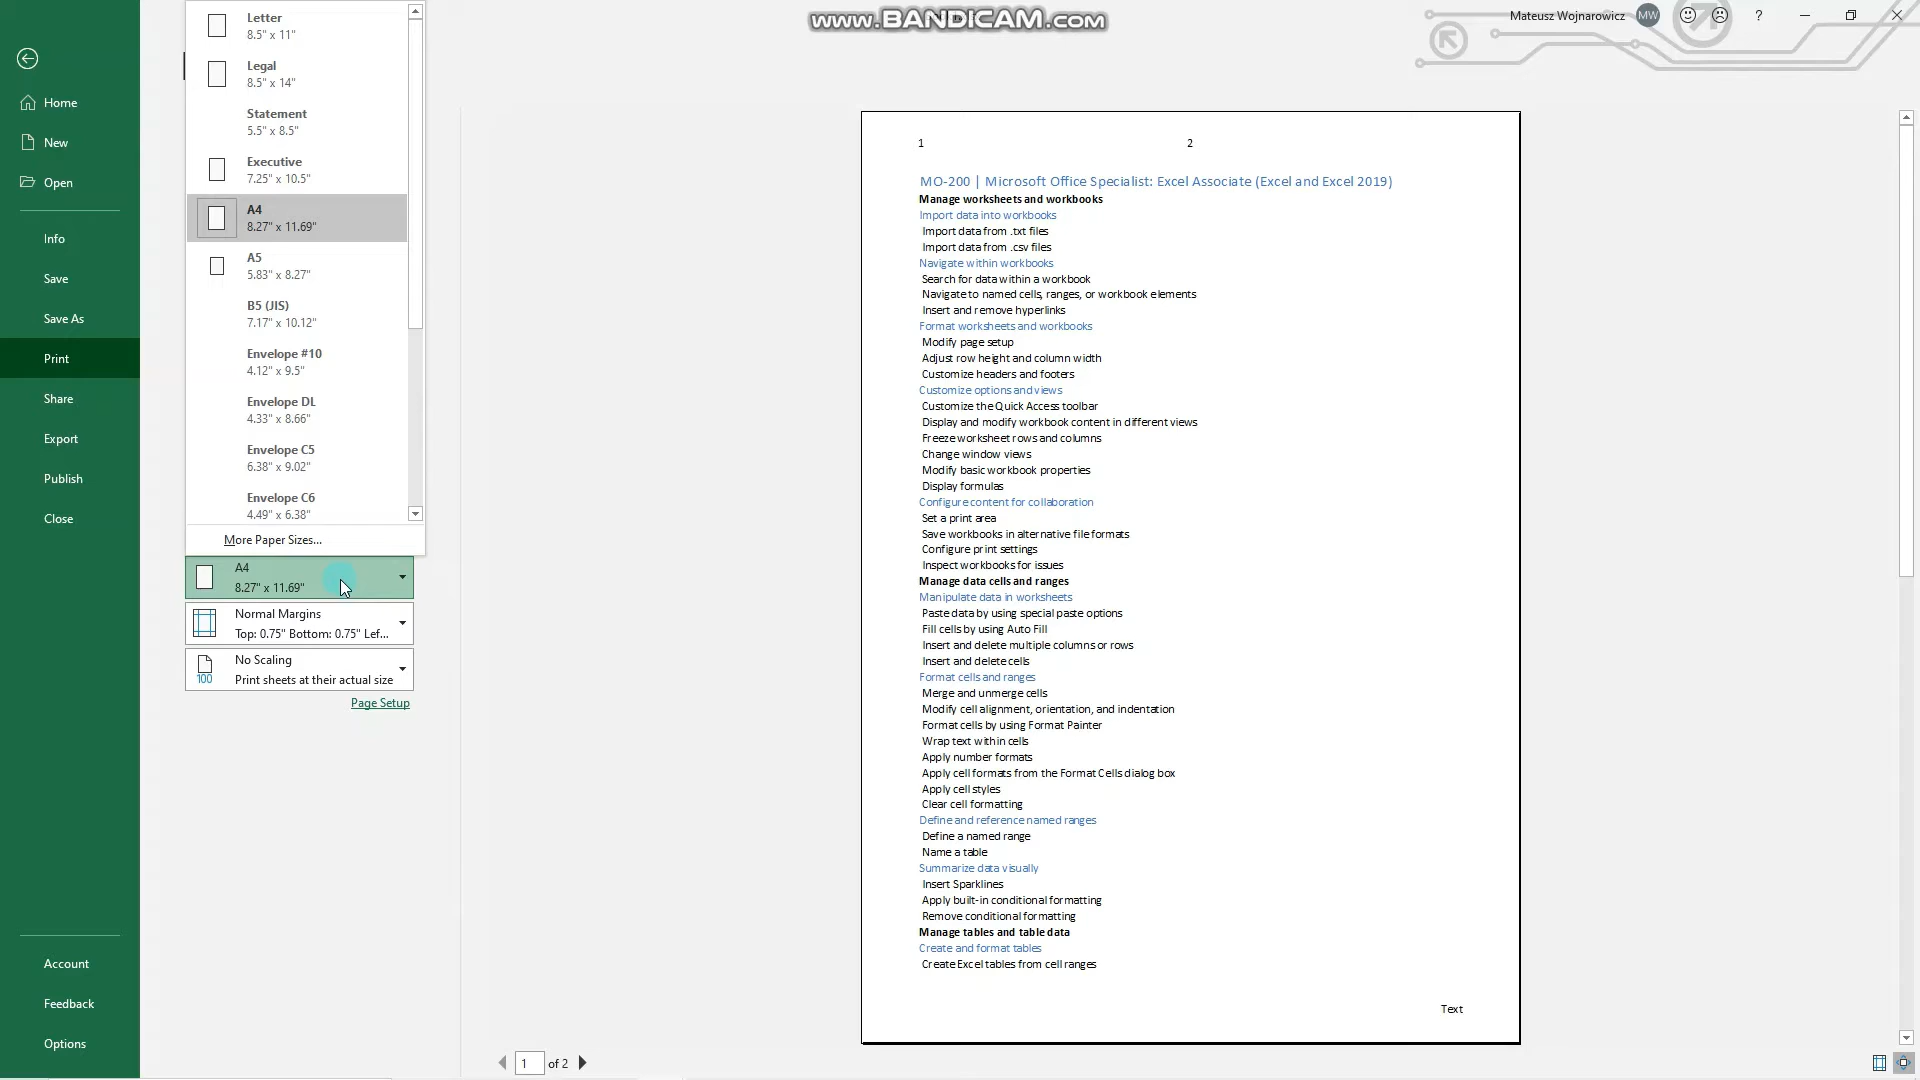 www.BANDICAM.com
Mateusz Wojnarowicz
MW
?
Home
New
Open
Info
Save
Save As
Print
Share
Export
Publish
Close
Account
Feedback
Options
Letter
8.5" x 11"
Legal
8.5" x 14"
Statement
5.5" x 8.5"
Executive
7.25" x 10.5"
A4
8.27" x 11.69"
A5
5.83" x 8.27"
B5 (JIS)
7.17" x 10.12"
Envelope #10
4.12" x 9.5"
Envelope DL
4.33" x 8.66"
Envelope C5
6.38" x 9.02"
Envelope C6
4.49" x 6.38"
More Paper Sizes...
A4
8.27" x 11.69"
Normal Margins
Top: 0.75" Bottom: 0.75" Lef...
No Scaling
100
Print sheets at their actual size
Page Setup
1 2
MO-200 | Microsoft Office Specialist: Excel Associate (Excel and Excel 2019)
Manage worksheets and workbooks
Import data into workbooks
Import data from .txt files
Import data from .csv files
Navigate within workbooks
Search for data within a workbook
Navigate to named cells, ranges, or workbook elements
Insert and remove hyperlinks
Format worksheets and workbooks
Modify page setup
Adjust row height and column width
Customize headers and footers
Customize options and views
Customize the Quick Access toolbar
Display and modify workbook content in different views
Freeze worksheet rows and columns
Change window views
Modify basic workbook properties
Display formulas
Configure content for collaboration
Set a print area
Save workbooks in alternative file formats
Configure print settings
Inspect workbooks for issues
Manage data cells and ranges
Manipulate data in worksheets
Paste data by using special paste options
Fill cells by using Auto Fill
Insert and delete multiple columns or rows
Insert and delete cells
Format cells and ranges
Merge and unmerge cells
Modify cell alignment, orientation, and indentation
Format cells by using Format Painter
Wrap text within cells
Apply number formats
Apply cell formats from the Format Cells dialog box
Apply cell styles
Clear cell formatting
Define and reference named ranges
Define a named range
Name a table
Summarize data visually
Insert Sparklines
Apply built-in conditional formatting
Remove conditional formatting
Manage tables and table data
Create and format tables
Create Excel tables from cell ranges
Text
1 of 2